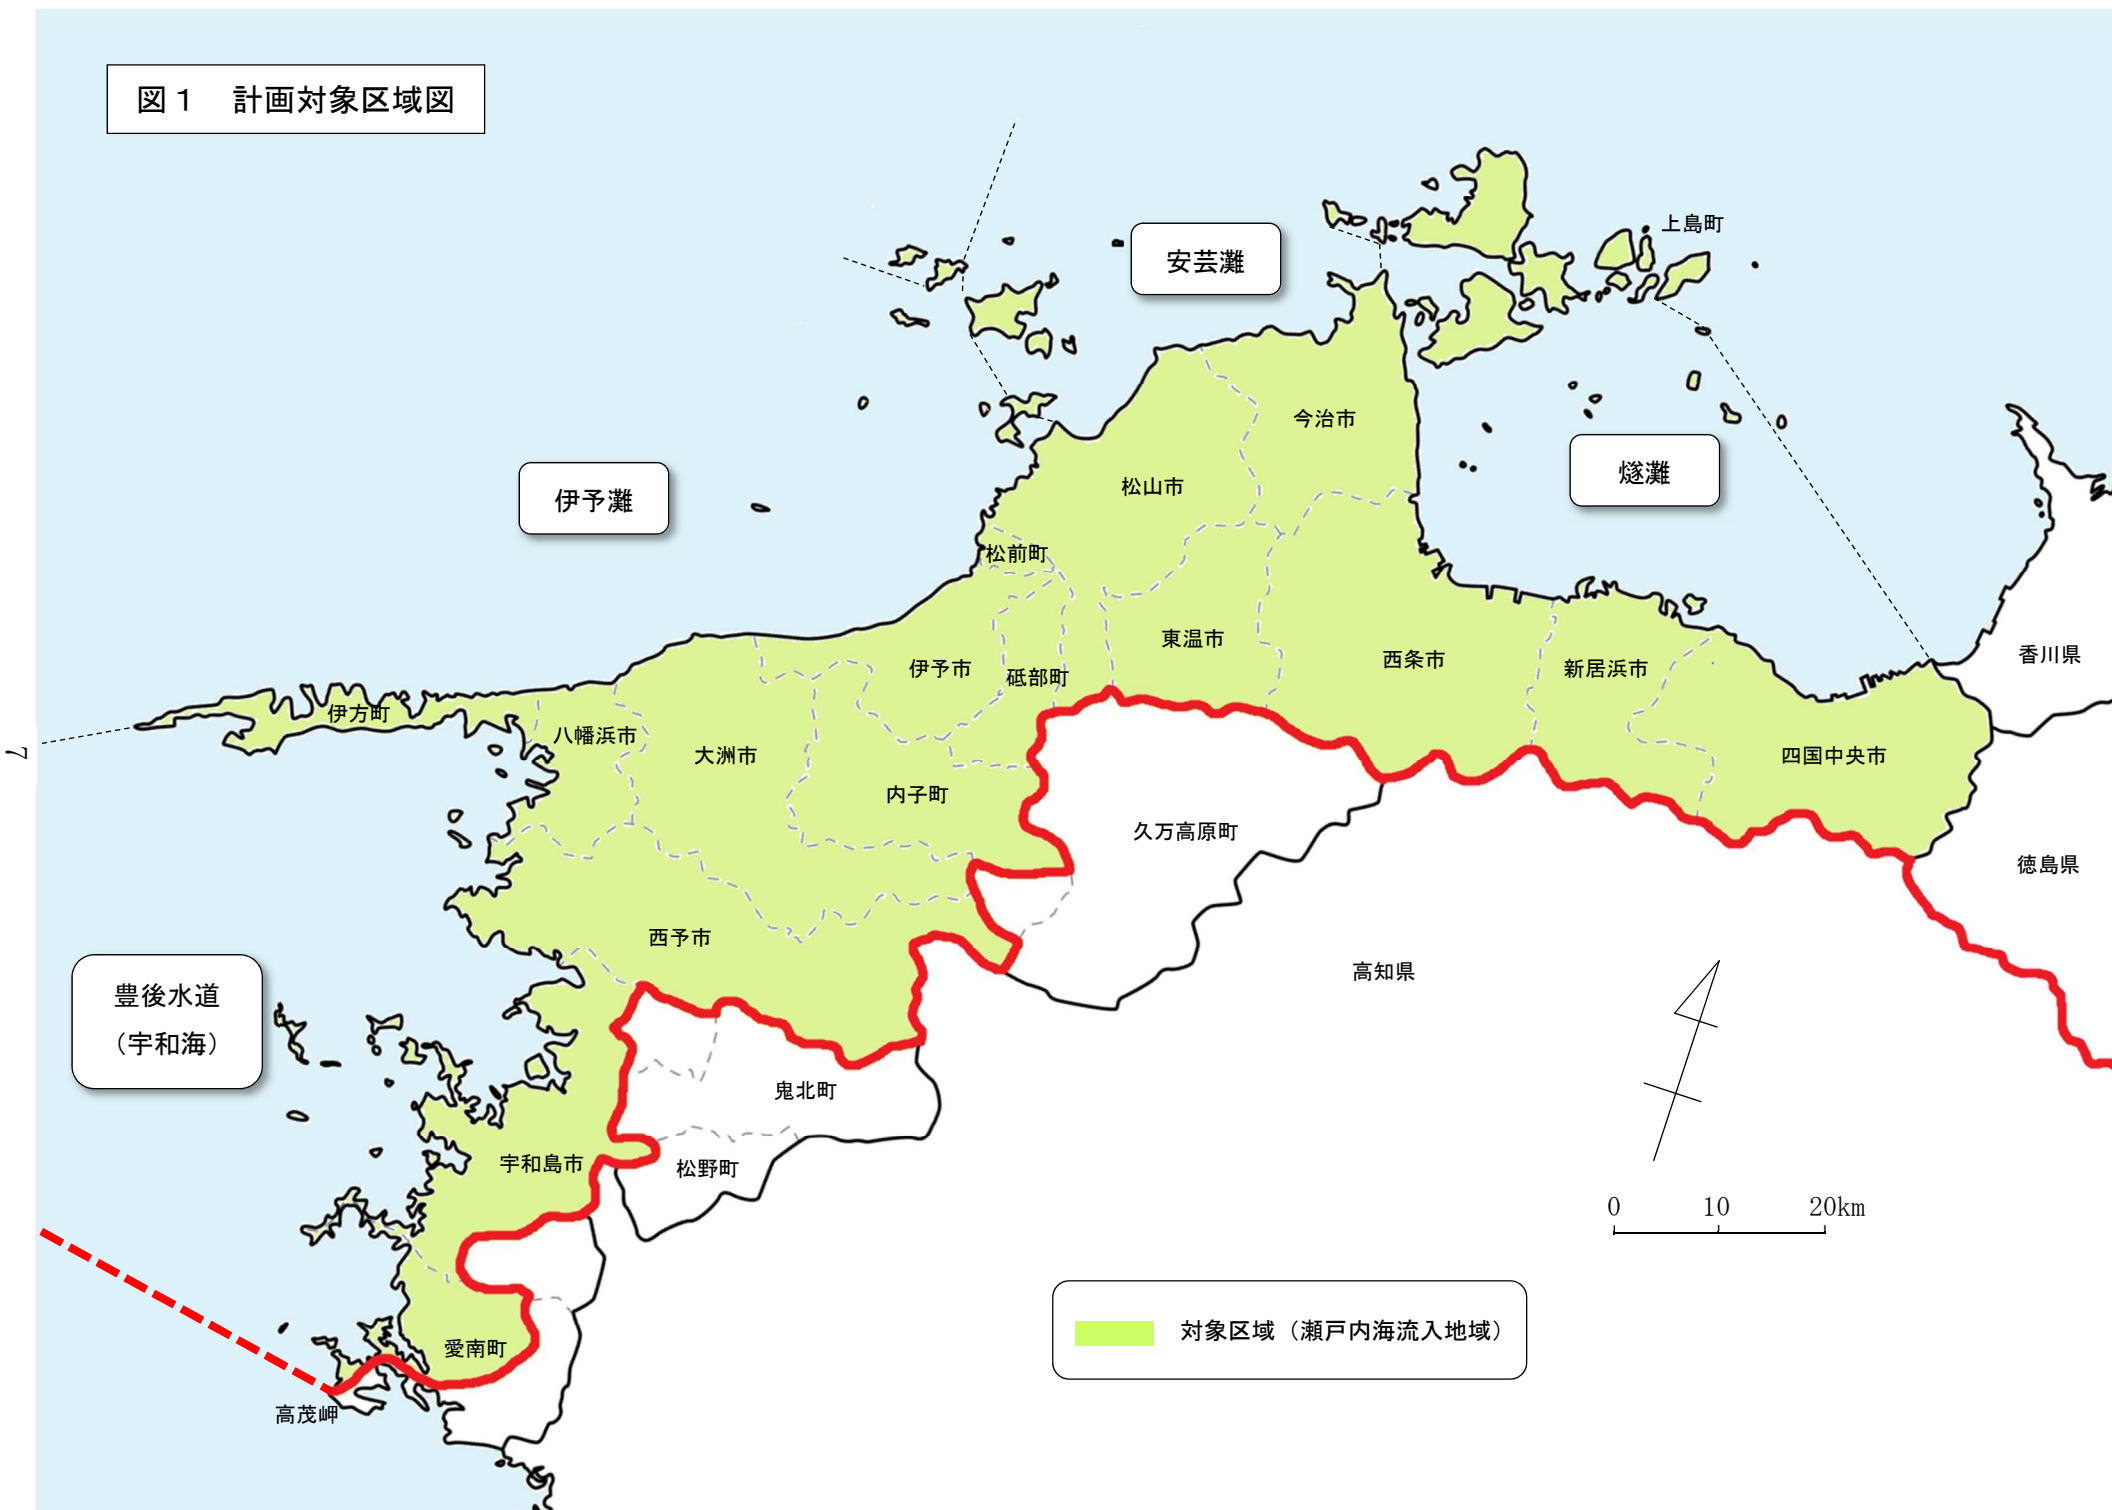 図1 計画対象区域図
上島町
安芸灘
今治市
燧灘
松山市
伊予灘
松前町
東温市
香川県
西条市
伊予市
新居浜市
砥部町
伊方町
八幡浜市
大洲市
四国中央市
7
内子町
久万高原町
徳島県
西予市
高知県
豊後水道
（宇和海）
鬼北町
宇和島市
松野町
0 10 20km
対象区域（瀬戸内海流入地域）
愛南町
高茂岬